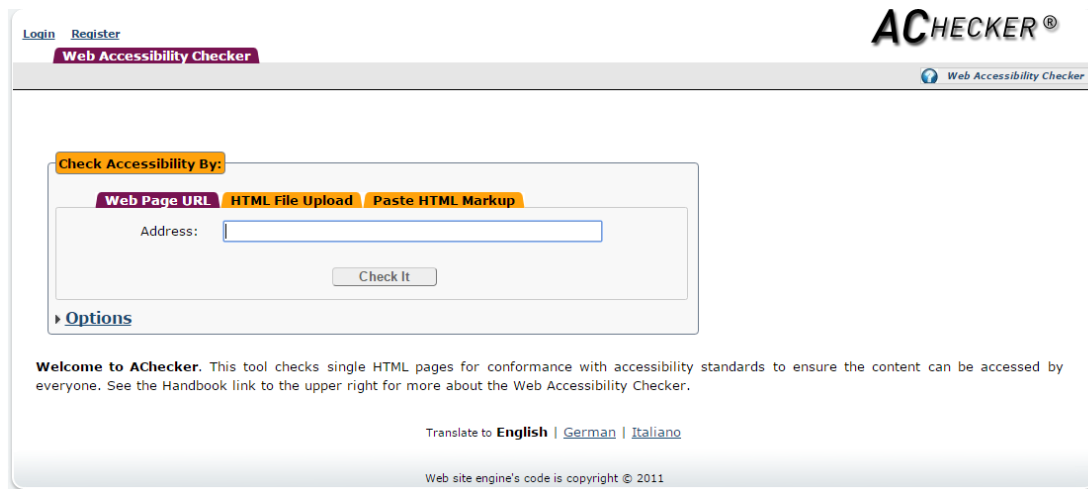 Login Register
ACHECKER ®
Web Accessibility Checker
Web Accessibility Checker
Check Accessibility By:
Web Page URL HTML File Upload Paste HTML Markup
Address:
Check It
Options
Welcome to AChecker. This tool checks single HTML pages for conformance with accessibility standards to ensure the content can be accessed by
everyone. See the Handbook link to the upper right for more about the Web Accessibility Checker.
Translate to English | German | Italiano
Web site engine's code is copyright © 2011